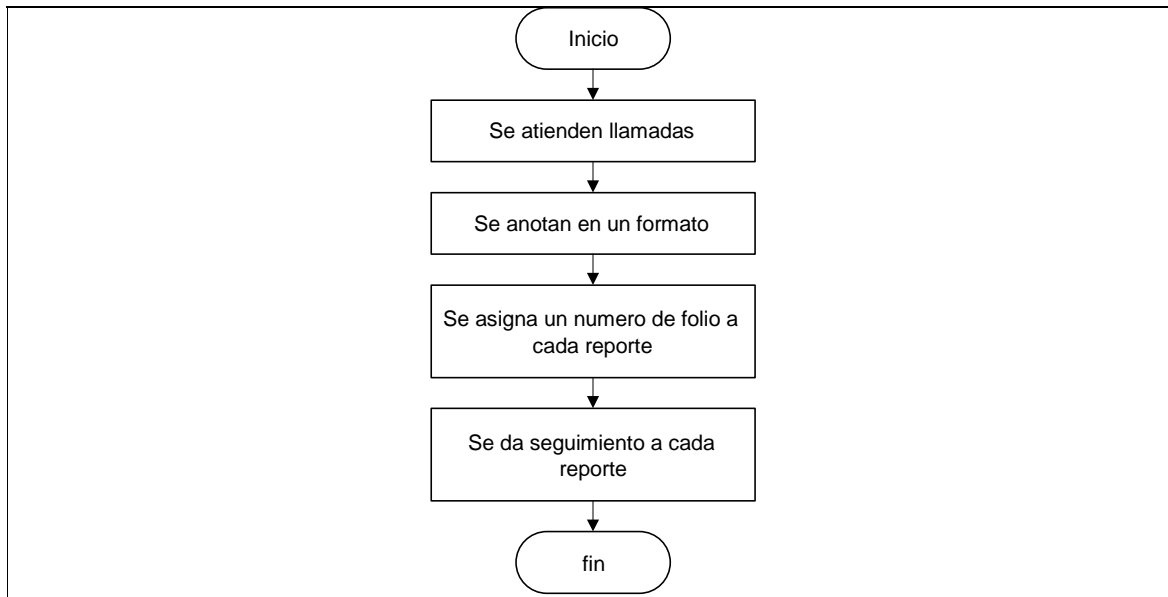 Inicio
Se atienden llamadas
Se anotan en un formato
Se asigna un numero de folio a
cada reporte
Se da seguimiento a cada
reporte
fin